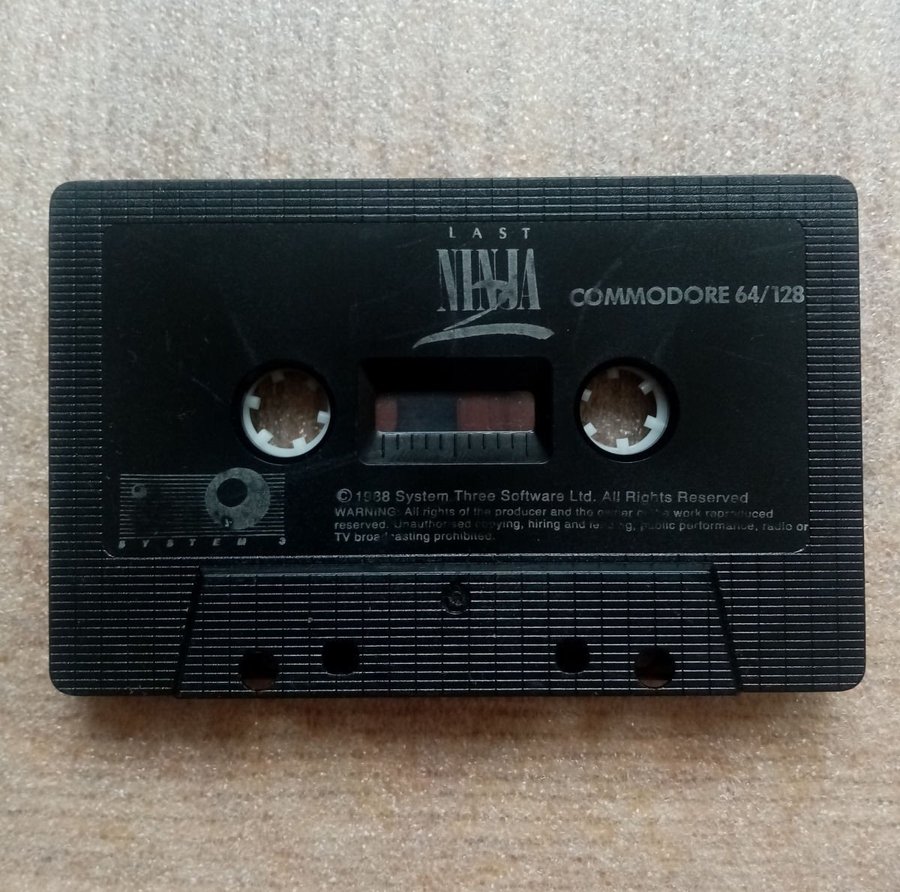 LAST
NINJA
2
COMMODORE 64/128
SYSTEM 3
© 1988 System Three Software Ltd. All Rights Reserved
WARNING: All rights of the producer and the owner of the work reproduced
reserved. Unauthorised copying, hiring and lending, public performance, radio or
TV broadcasting prohibited.